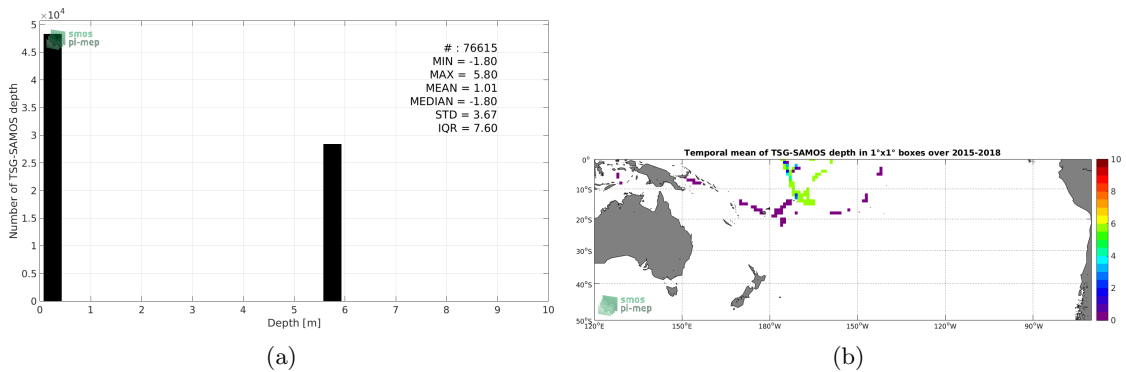 ×10⁴
5
4.5
4
3.5
3
2.5
2
1.5
1
0.5
0
Number of TSG-SAMOS depth
smos
pi-mep
# : 76615
MIN = -1.80
MAX = 5.80
MEAN = 1.01
MEDIAN = -1.80
STD = 3.67
IQR = 7.60
0 1 2 3 4 5 6 7 8 9 10
Depth [m]
(a)
Temporal mean of TSG-SAMOS depth in 1°x1° boxes over 2015-2018
0°
10°S
20°S
30°S
40°S
50°S
smos
pi-mep
120°E 150°E 180°W 150°W 120°W 90°W
10
8
6
4
2
0
(b)